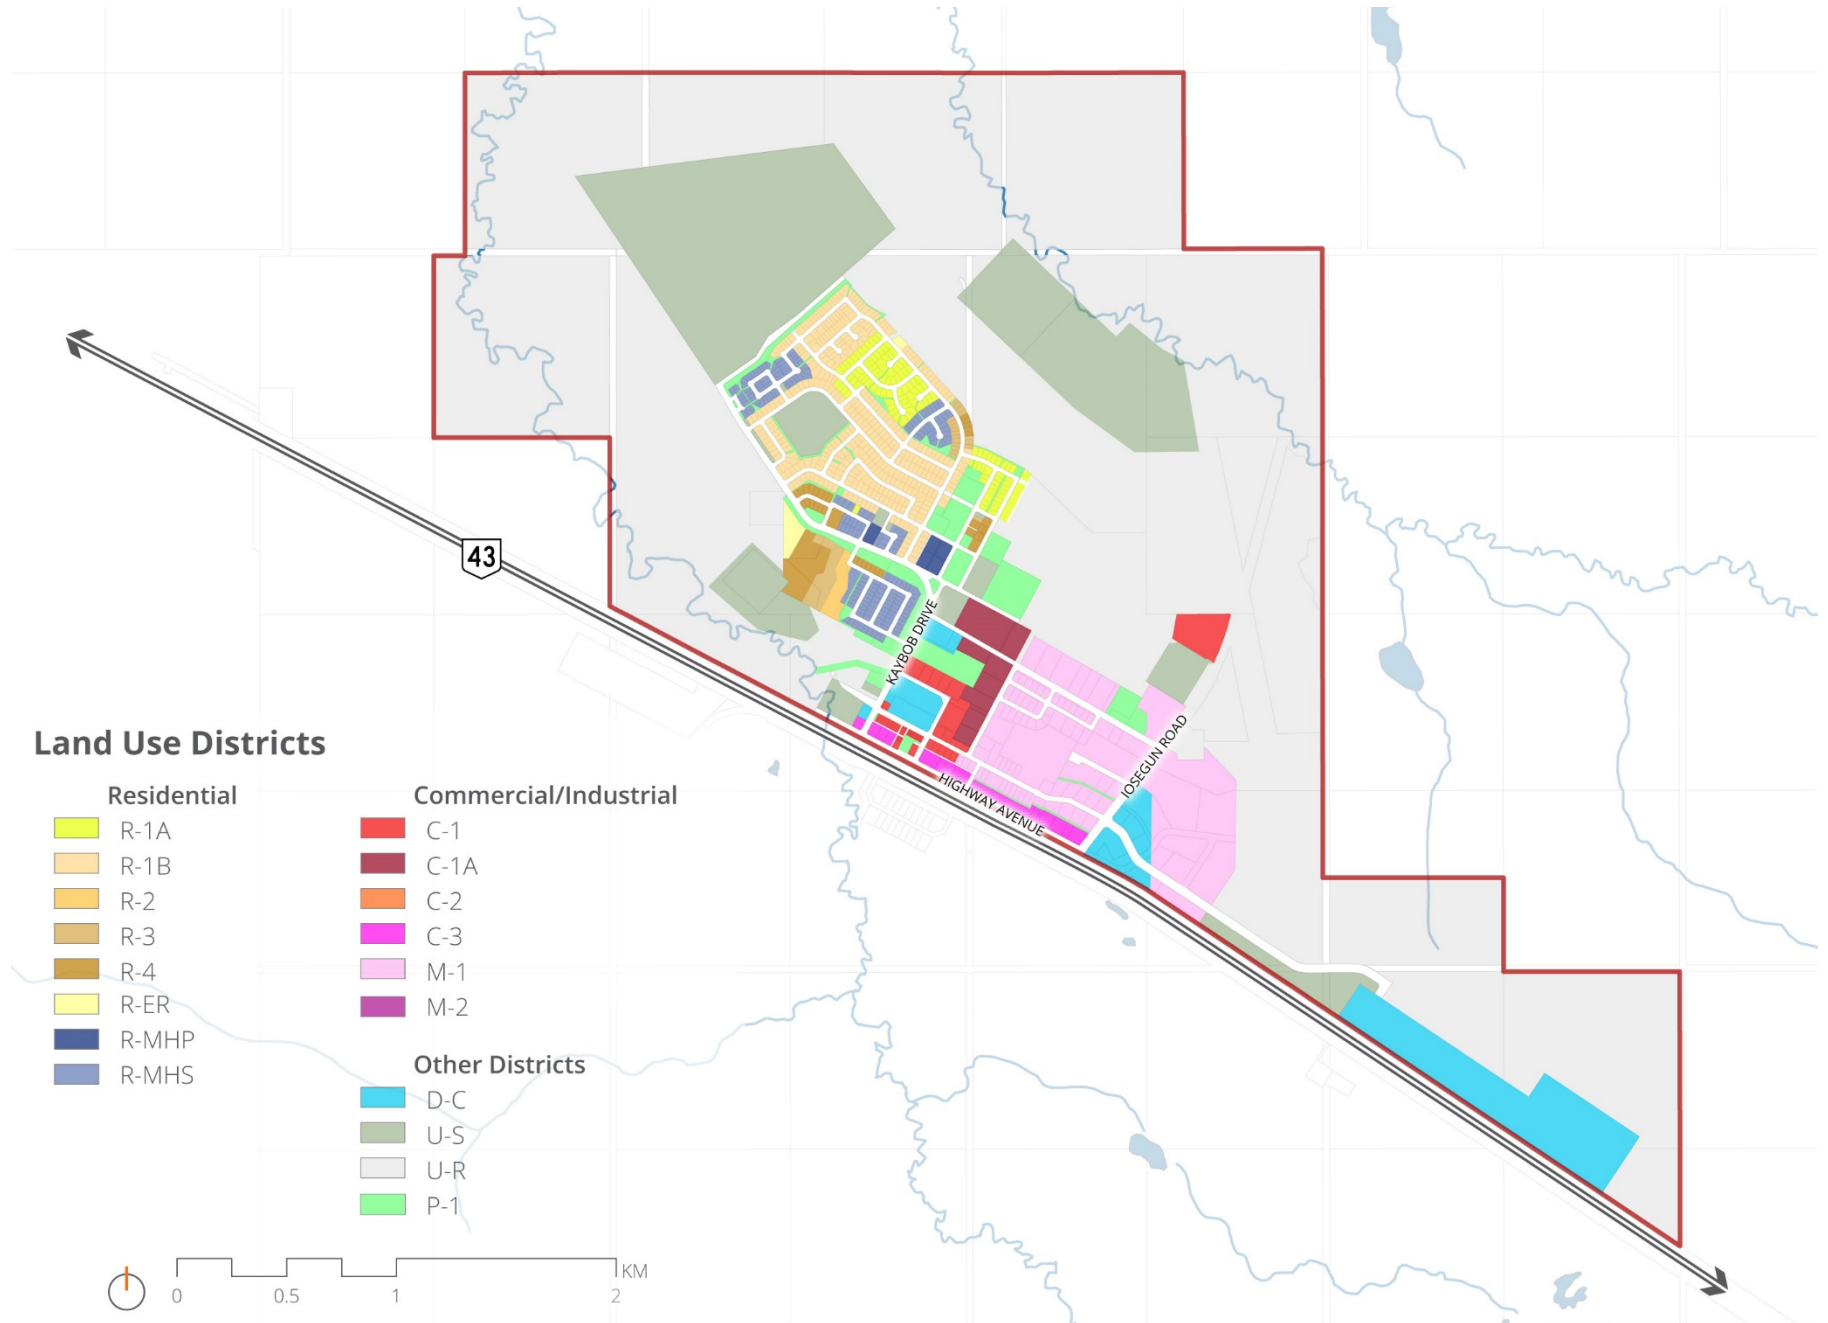 43
KAYBOB DRIVE
IOSEGUN ROAD
HIGHWAY AVENUE
Land Use Districts
Residential
R-1A
R-1B
R-2
R-3
R-4
R-ER
R-MHP
R-MHS
Commercial/Industrial
C-1
C-1A
C-2
C-3
M-1
M-2
Other Districts
D-C
U-S
U-R
P-1
KM
0 0.5 1 2